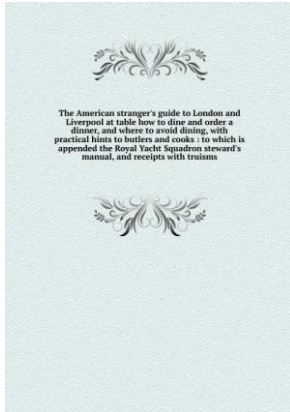 The American stranger's guide to London and
Liverpool at table how to dine and order a
dinner, and where to avoid dining, with
practical hints to butlers and cooks : to which is
appended the Royal Yacht Squadron steward's
manual, and receipts with truisms